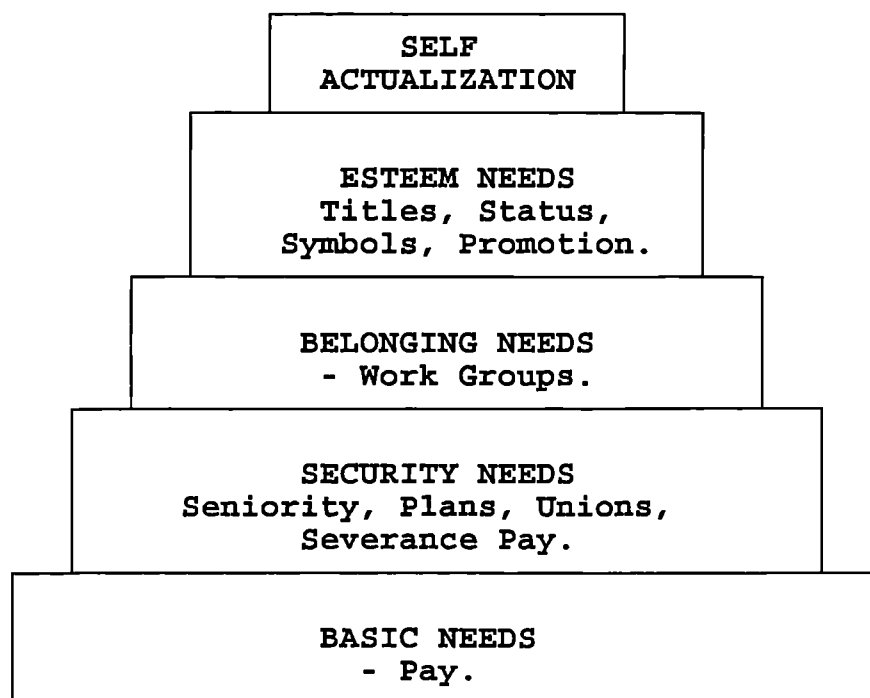 SELF
ACTUALIZATION
ESTEEM NEEDS
Titles, Status,
Symbols, Promotion.
BELONGING NEEDS
- Work Groups.
SECURITY NEEDS
Seniority, Plans, Unions,
Severance Pay.
BASIC NEEDS
- Pay.